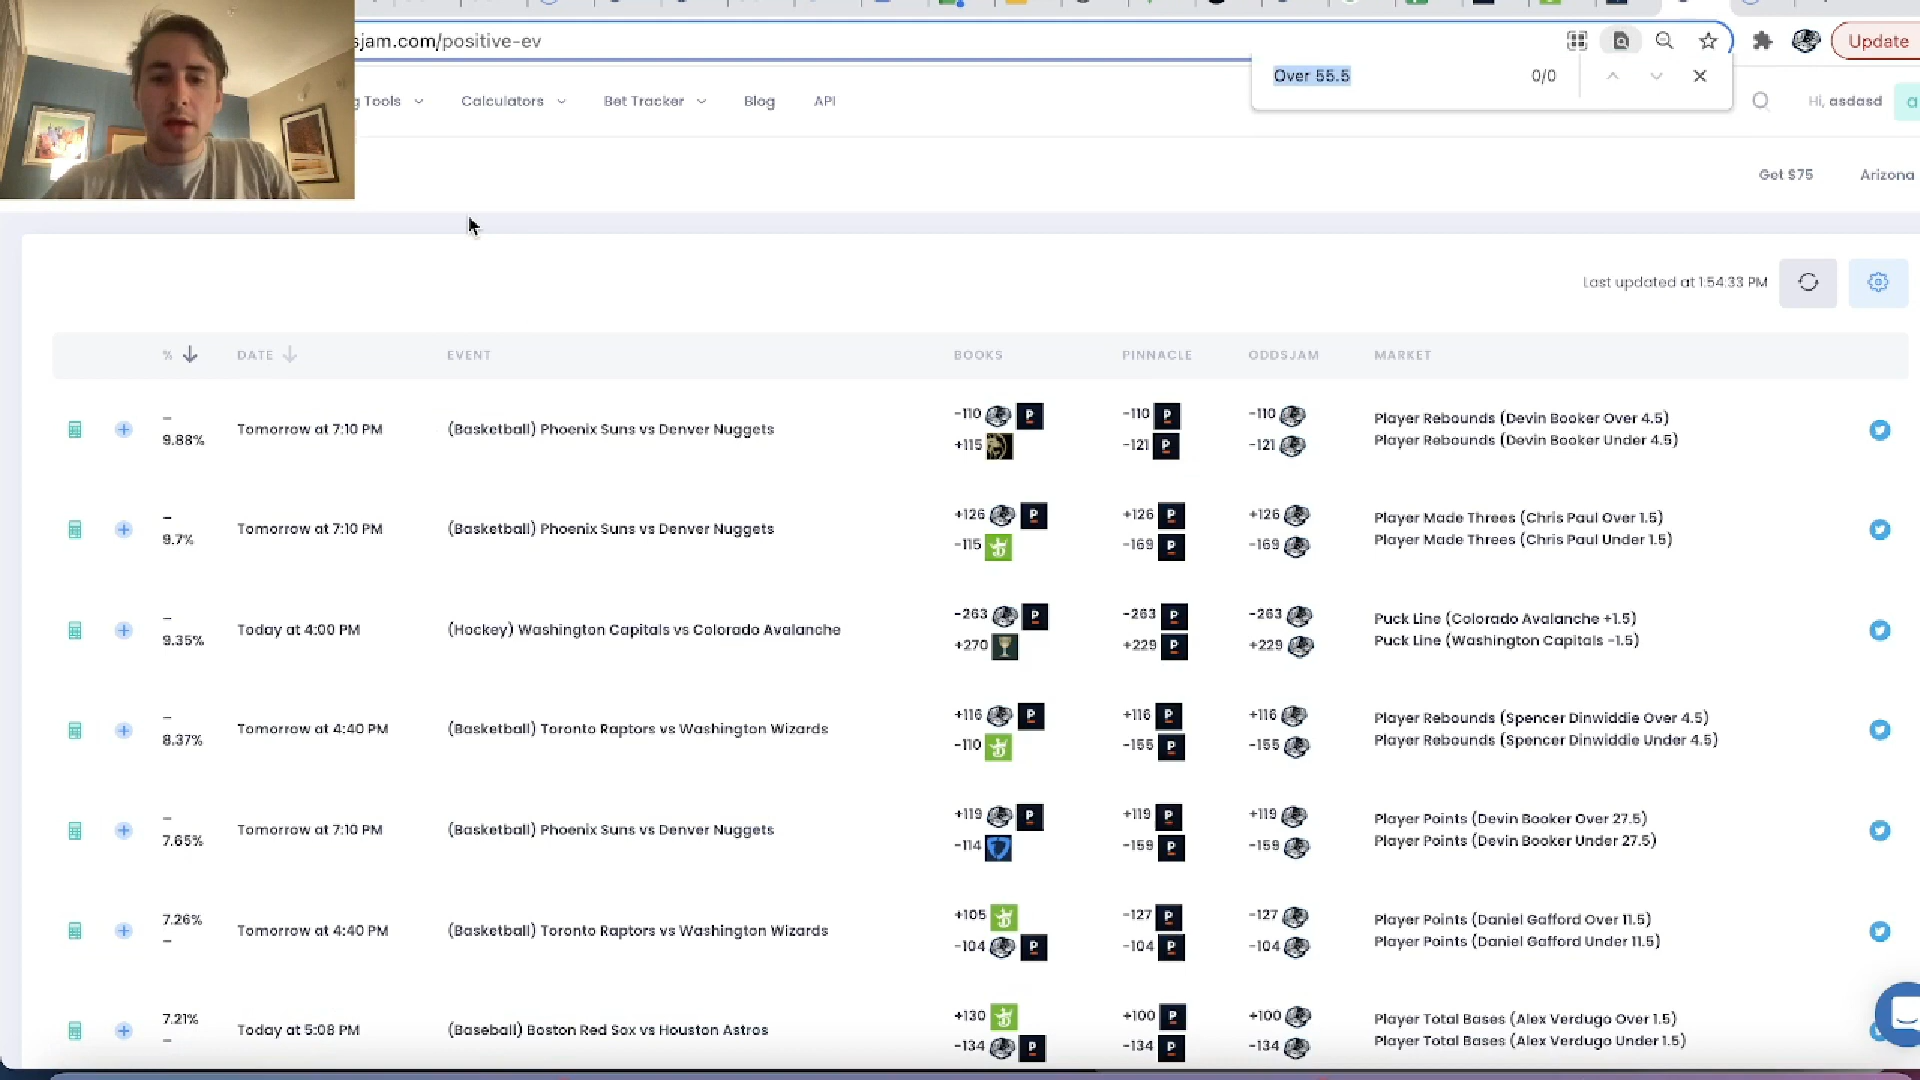 sjam.com/positive-ev
Update
Over 55.5 0/0
g Tools Calculators Bet Tracker Blog API
Hi, asdasd a
Get $75 Arizona
Last updated at 1:54:33 PM
% DATE EVENT BOOKS PINNACLE ODDSJAM MARKET
– -110 P -110 P -110 Player Rebounds (Devin Booker Over 4.5)
9.88% Tomorrow at 7:10 PM (Basketball) Phoenix Suns vs Denver Nuggets
+115 -121 P -121 Player Rebounds (Devin Booker Under 4.5)
– +126 P +126 P +126 Player Made Threes (Chris Paul Over 1.5)
9.7% Tomorrow at 7:10 PM (Basketball) Phoenix Suns vs Denver Nuggets
-115 -169 P -169 Player Made Threes (Chris Paul Under 1.5)
– -263 P -263 P -263 Puck Line (Colorado Avalanche +1.5)
9.35% Today at 4:00 PM (Hockey) Washington Capitals vs Colorado Avalanche
+270 +229 P +229 Puck Line (Washington Capitals -1.5)
– +116 P +116 P +116 Player Rebounds (Spencer Dinwiddie Over 4.5)
8.37% Tomorrow at 4:40 PM (Basketball) Toronto Raptors vs Washington Wizards
-110 -155 P -155 Player Rebounds (Spencer Dinwiddie Under 4.5)
– +119 P +119 P +119 Player Points (Devin Booker Over 27.5)
7.65% Tomorrow at 7:10 PM (Basketball) Phoenix Suns vs Denver Nuggets
-114 -159 P -159 Player Points (Devin Booker Under 27.5)
7.26% +105 -127 P -127 Player Points (Daniel Gafford Over 11.5)
– Tomorrow at 4:40 PM (Basketball) Toronto Raptors vs Washington Wizards
-104 P -104 P -104 Player Points (Daniel Gafford Under 11.5)
7.21% +130 +100 P +100 Player Total Bases (Alex Verdugo Over 1.5)
– Today at 5:08 PM (Baseball) Boston Red Sox vs Houston Astros
-134 P -134 P -134 Player Total Bases (Alex Verdugo Under 1.5)